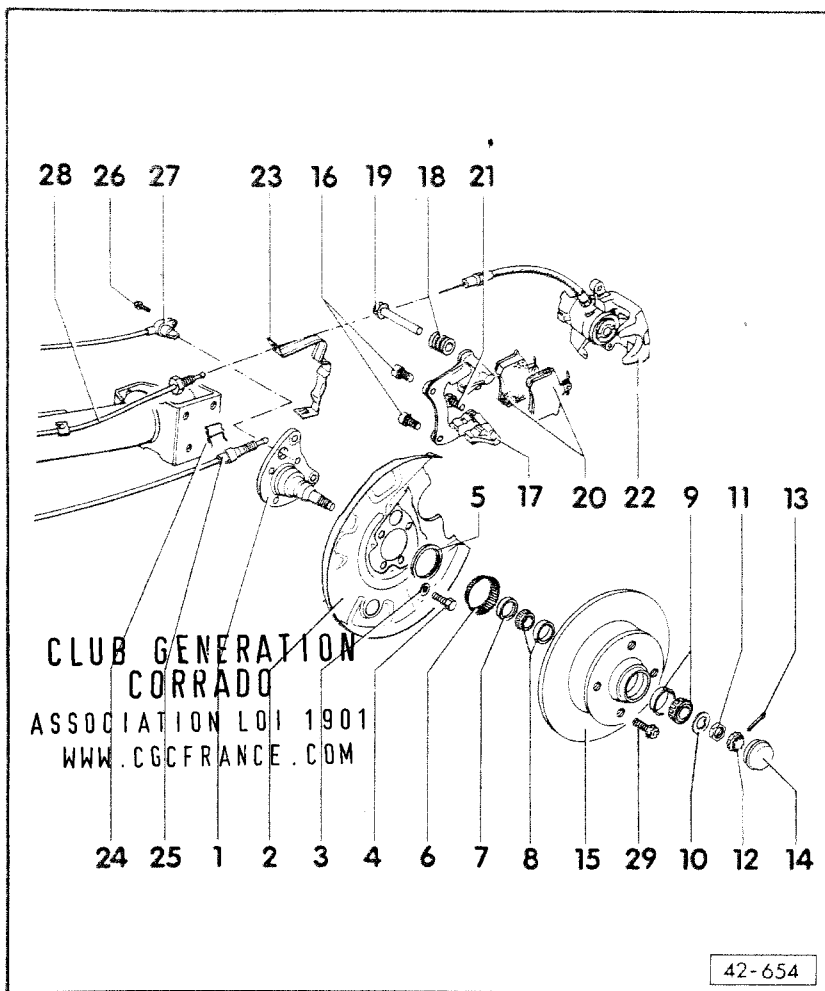 28 26 27 23 16 19 18 21
5 17 20 22 9 11 13
CLUB GENERATION
CORRADO
ASSOCIATION LOI 1901
WWW.CGCFRANCE.COM
24 25 1 2 3 4 6 7 8 15 29 10 12 14
42-654